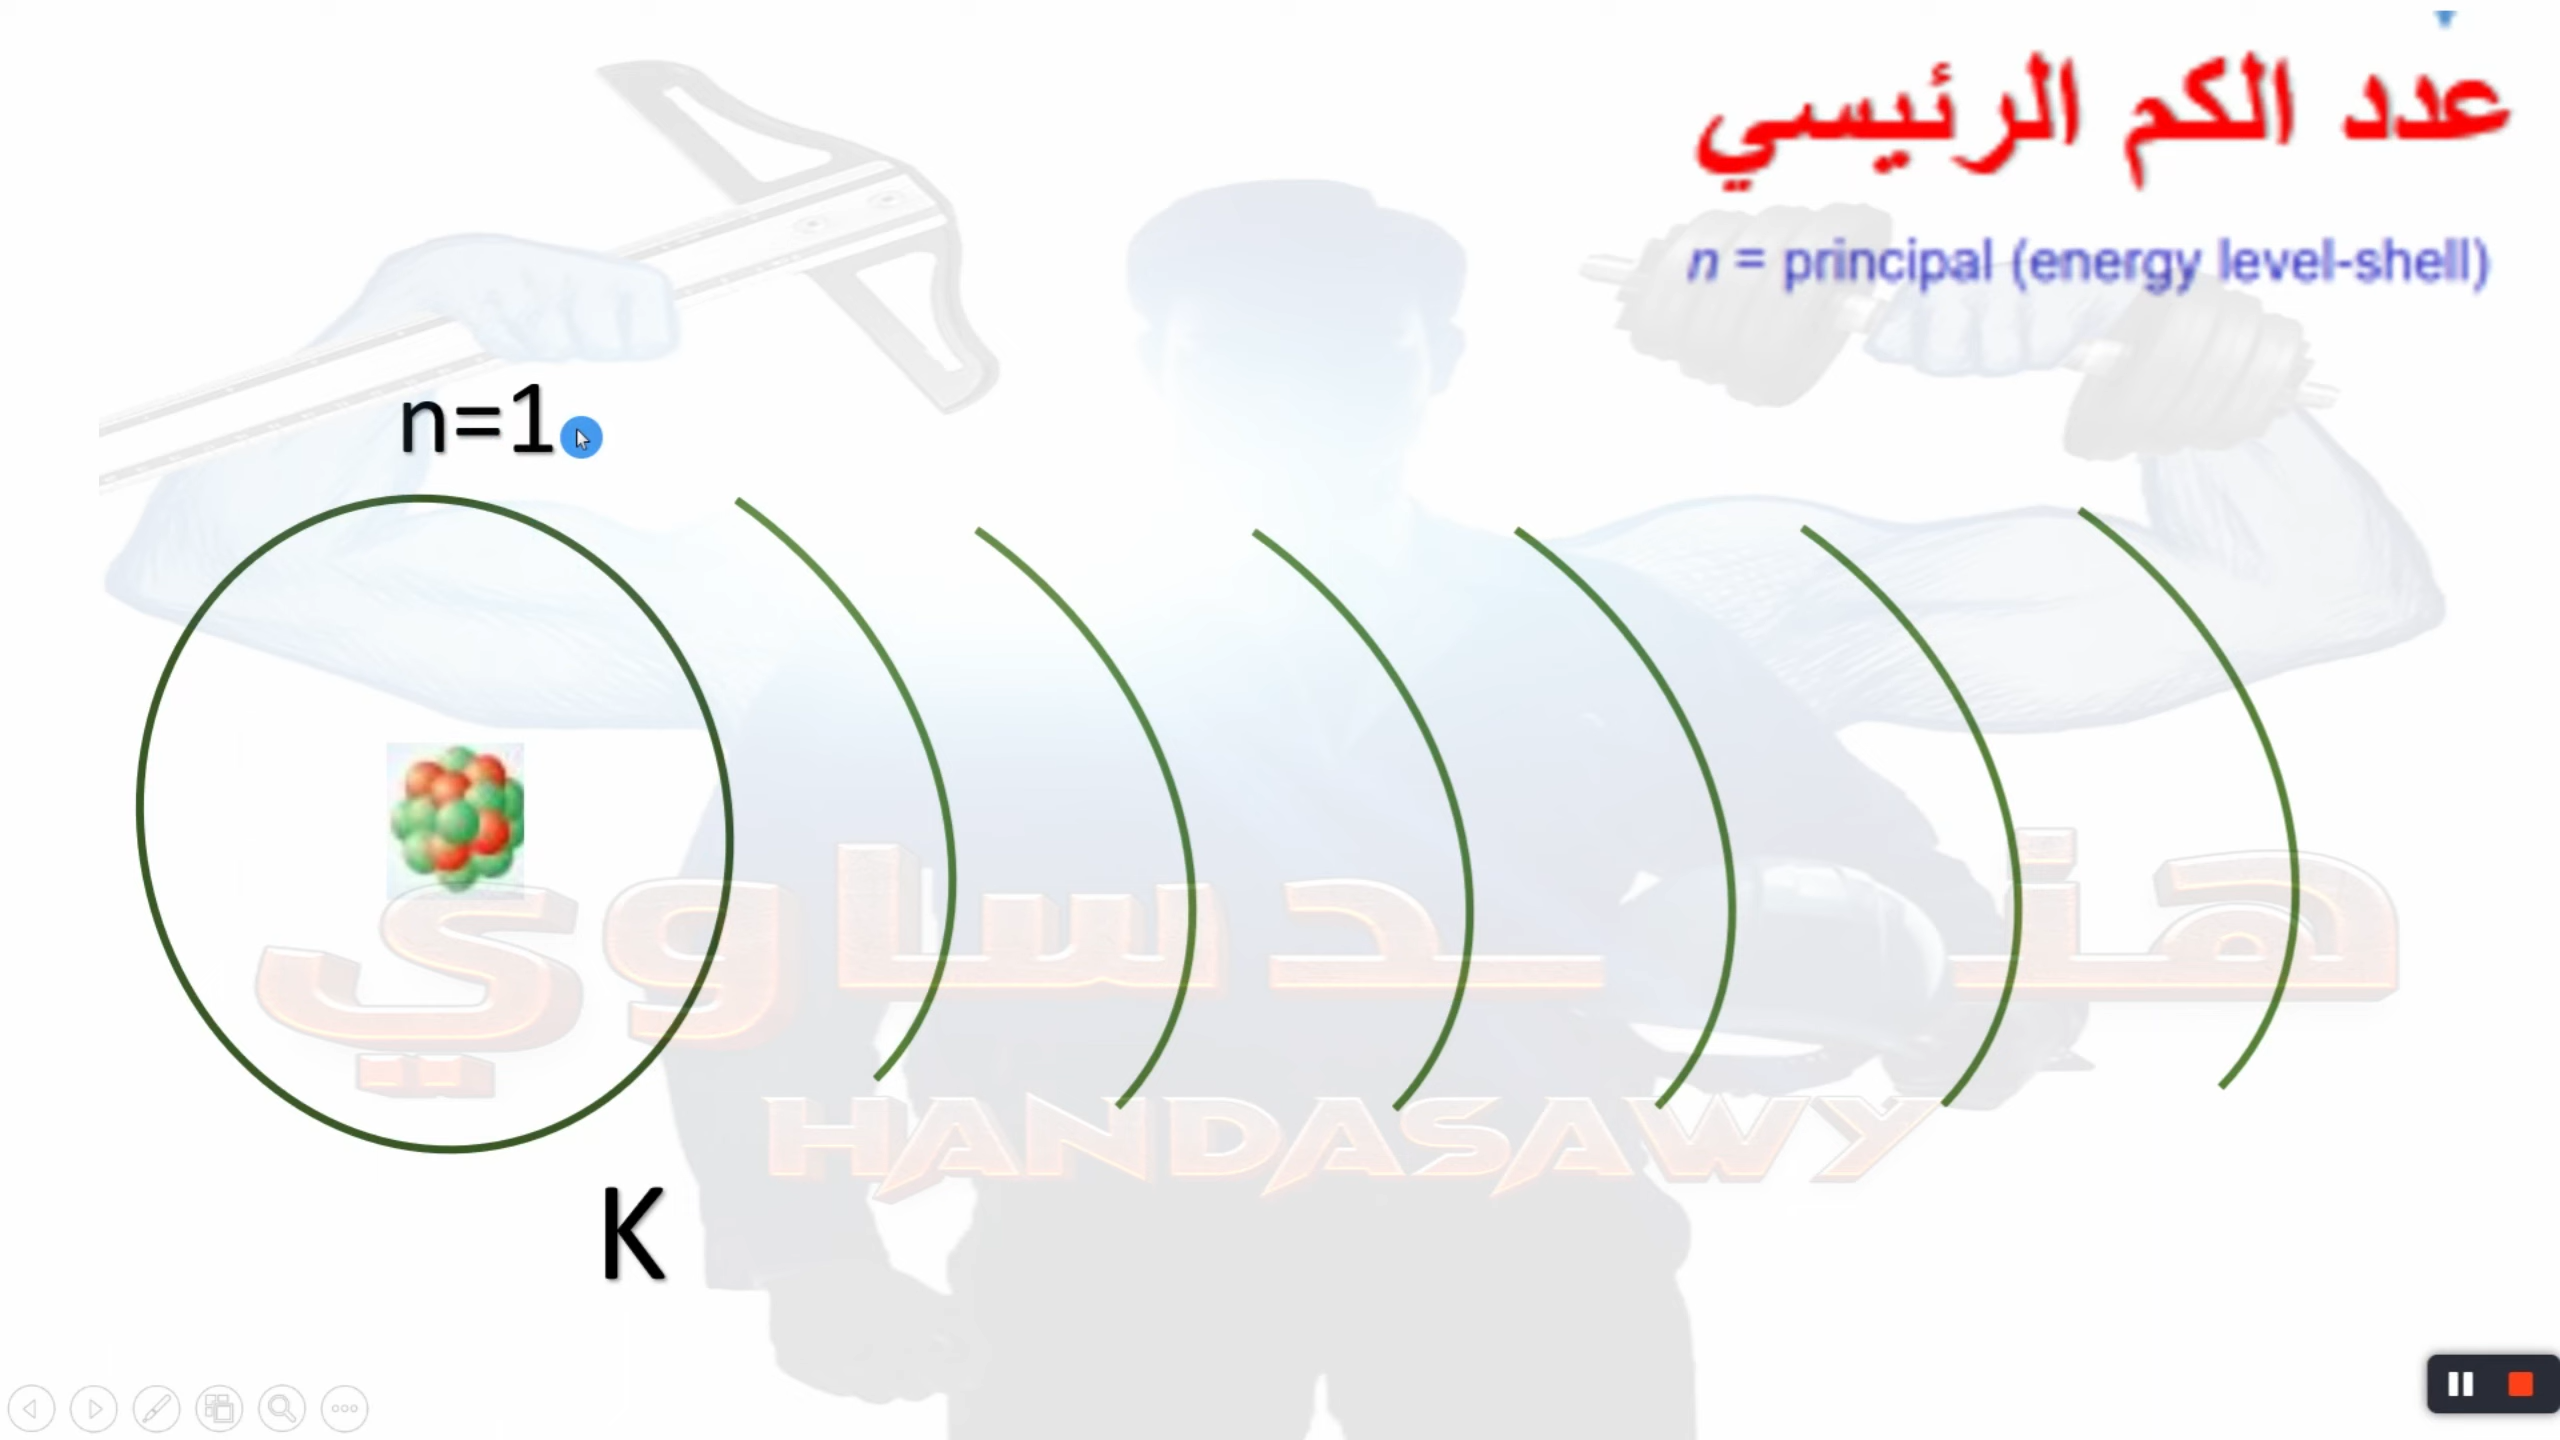 عدد الكم الرئيسي
n = principal (energy level-shell)
n=1
هندساوي
HANDASAWY
K